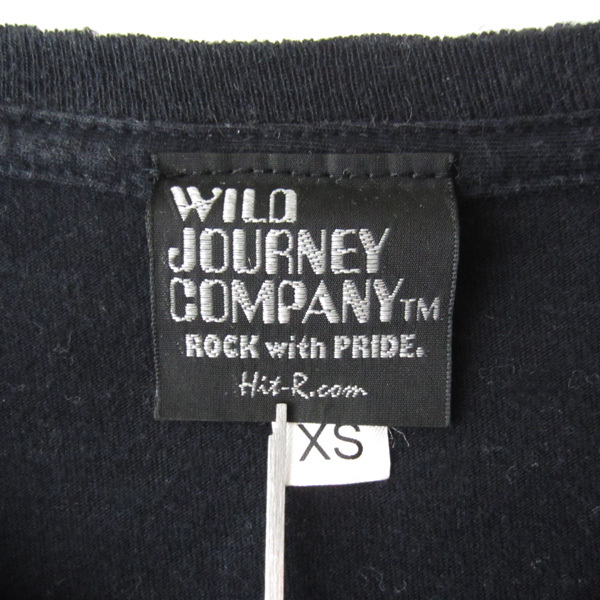 WILD
JOURNEY
COMPANY™
ROCK with PRIDE.
Hit-R.com
XS